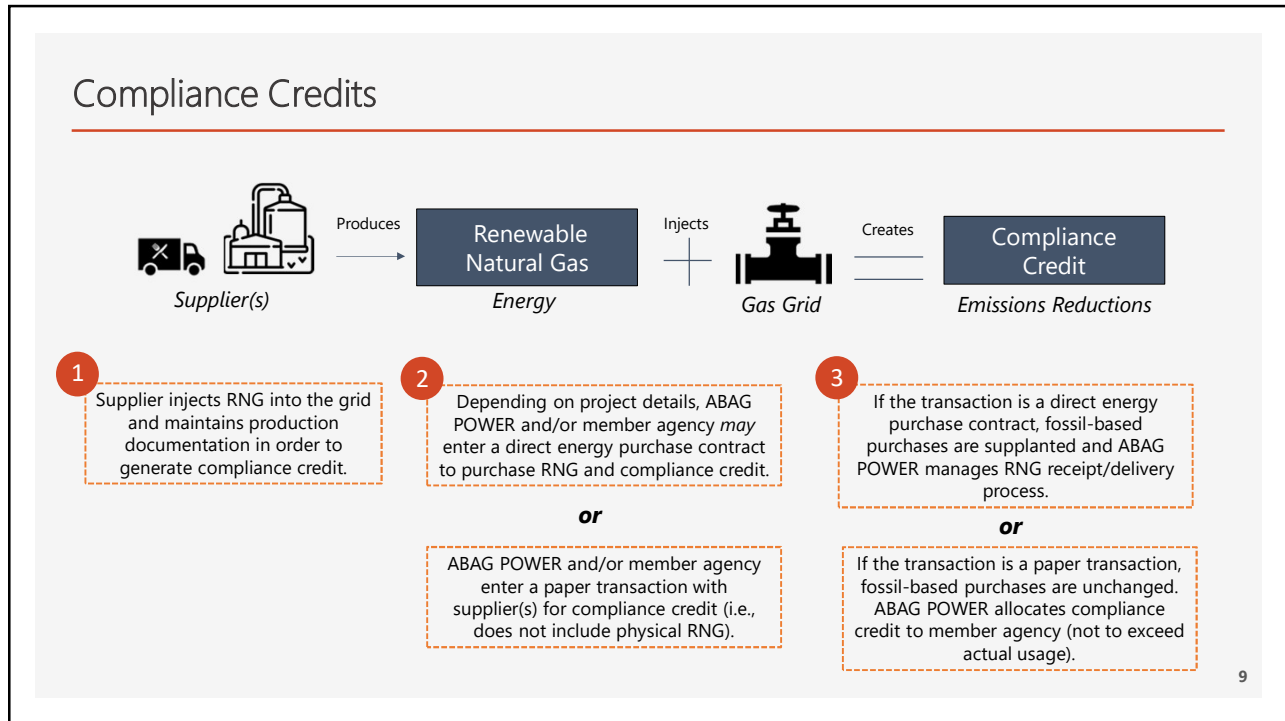 Compliance Credits
Produces
Renewable
Natural Gas
Injects
Creates
Compliance
Credit
Supplier(s)
Energy
Gas Grid
Emissions Reductions
1
Supplier injects RNG into the grid
and maintains production
documentation in order to
generate compliance credit.
2
Depending on project details, ABAG
POWER and/or member agency may
enter a direct energy purchase contract
to purchase RNG and compliance credit.
or
ABAG POWER and/or member agency
enter a paper transaction with
supplier(s) for compliance credit (i.e.,
does not include physical RNG).
3
If the transaction is a direct energy
purchase contract, fossil-based
purchases are supplanted and ABAG
POWER manages RNG receipt/delivery
process.
or
If the transaction is a paper transaction,
fossil-based purchases are unchanged.
ABAG POWER allocates compliance
credit to member agency (not to exceed
actual usage).
9